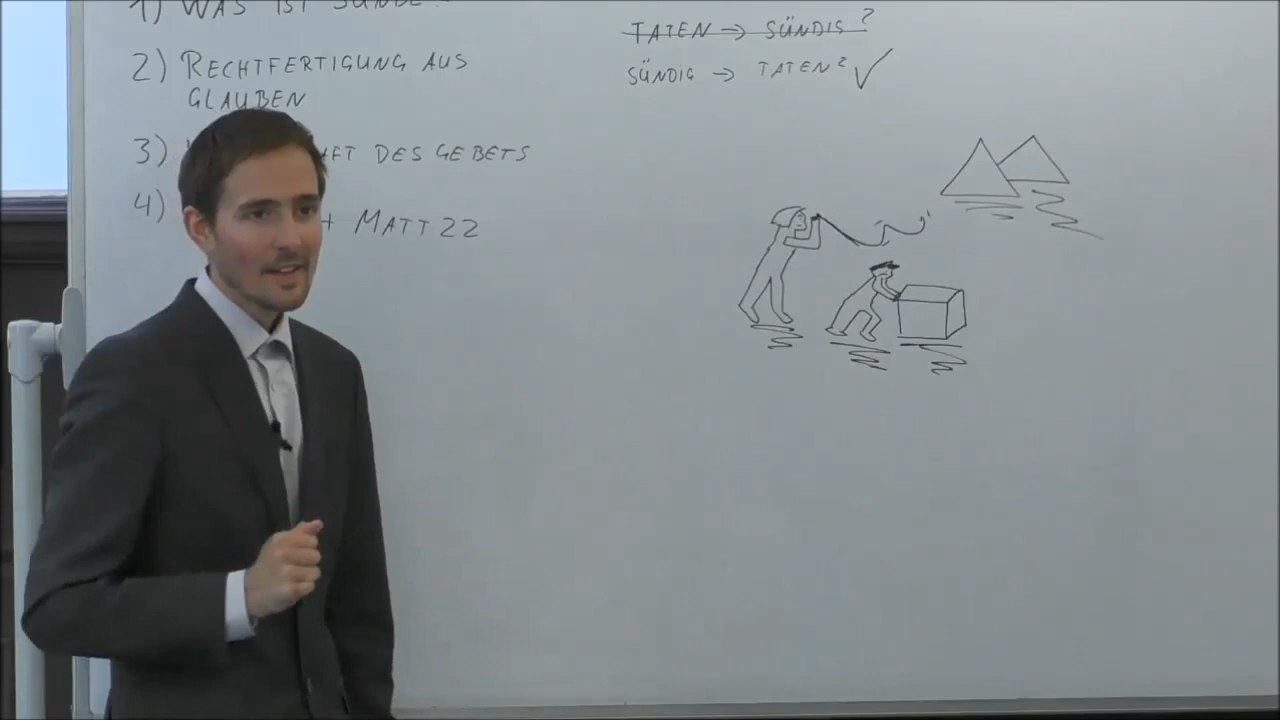 1) WAS IST SÜNDE?
2) RECHTFERTIGUNG AUS
GLAUBEN
3) DES GEBETS
4) + MATT 22
TATEN → SÜNDIG?
SÜNDIG → TATEN? ✓